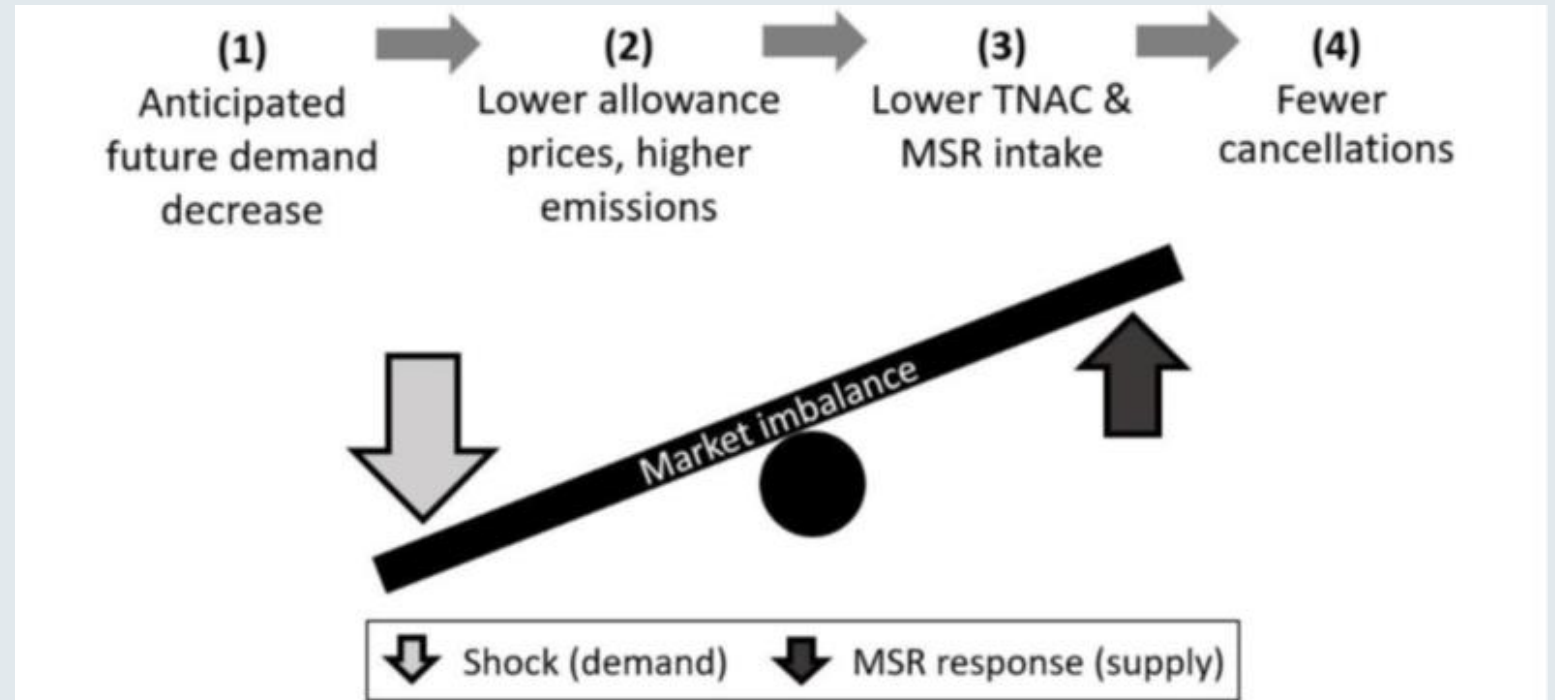 (1)
Anticipated
future demand
decrease
(2)
Lower allowance
prices, higher
emissions
(3)
Lower TNAC &
MSR intake
(4)
Fewer
cancellations
Market imbalance
Shock (demand)
MSR response (supply)